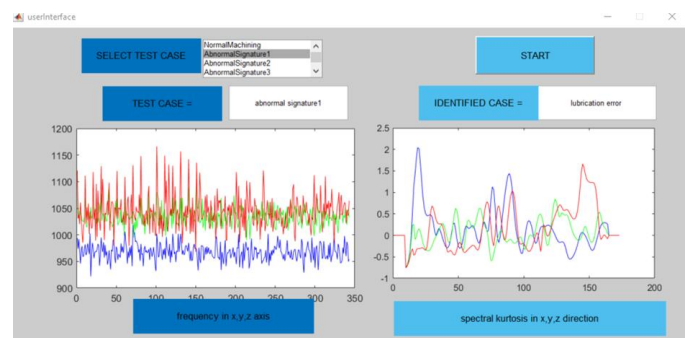 userInterface
SELECT TEST CASE
NormalMachining
AbnormalSignature1
AbnormalSignature2
AbnormalSignature3
START
TEST CASE =
abnormal signature1
IDENTIFIED CASE =
lubrication error
1200
1150
1100
1050
1000
950
900
0 50 100 150 200 250 300 350
frequency in x,y,z axis
2.5
2
1.5
1
0.5
0
-0.5
-1
0 50 100 150 200
spectral kurtosis in x,y,z direction